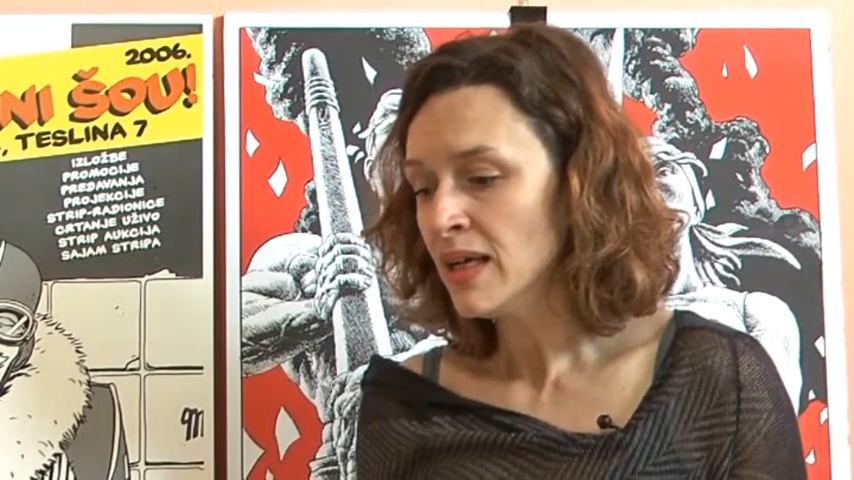 2006.
NI ŠOU!
, TESLINA 7
IZLOŽBE
PROMOCIJE
PREDAVANJA
PROJEKCIJE
STRIP-RADIONICE
CRTANJE UŽIVO
STRIP AUKCIJA
SAJAM STRIPA